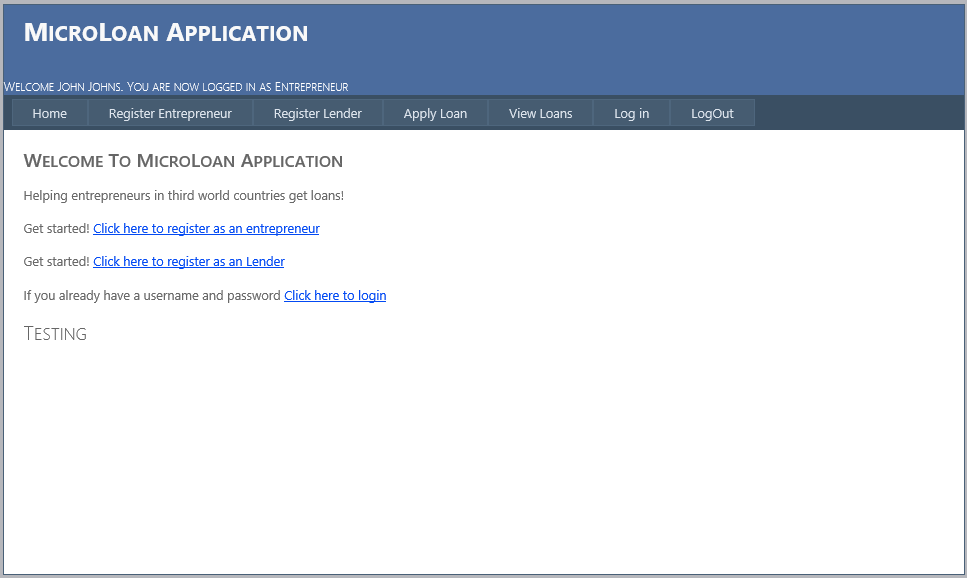 MicroLoan Application
Welcome John Johns. You are now logged in as Entrepreneur
Home Register Entrepreneur Register Lender Apply Loan View Loans Log in LogOut
Welcome To MicroLoan Application
Helping entrepreneurs in third world countries get loans!
Get started! Click here to register as an entrepreneur
Get started! Click here to register as an Lender
If you already have a username and password Click here to login
Testing